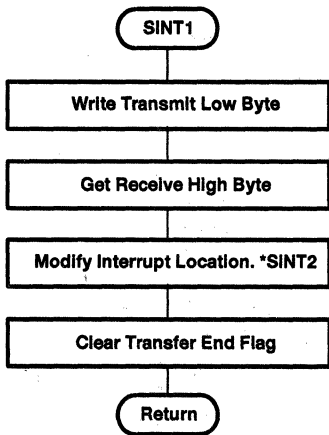 SINT1
Write Transmit Low Byte
Get Receive High Byte
Modify Interrupt Location. *SINT2
Clear Transfer End Flag
Return